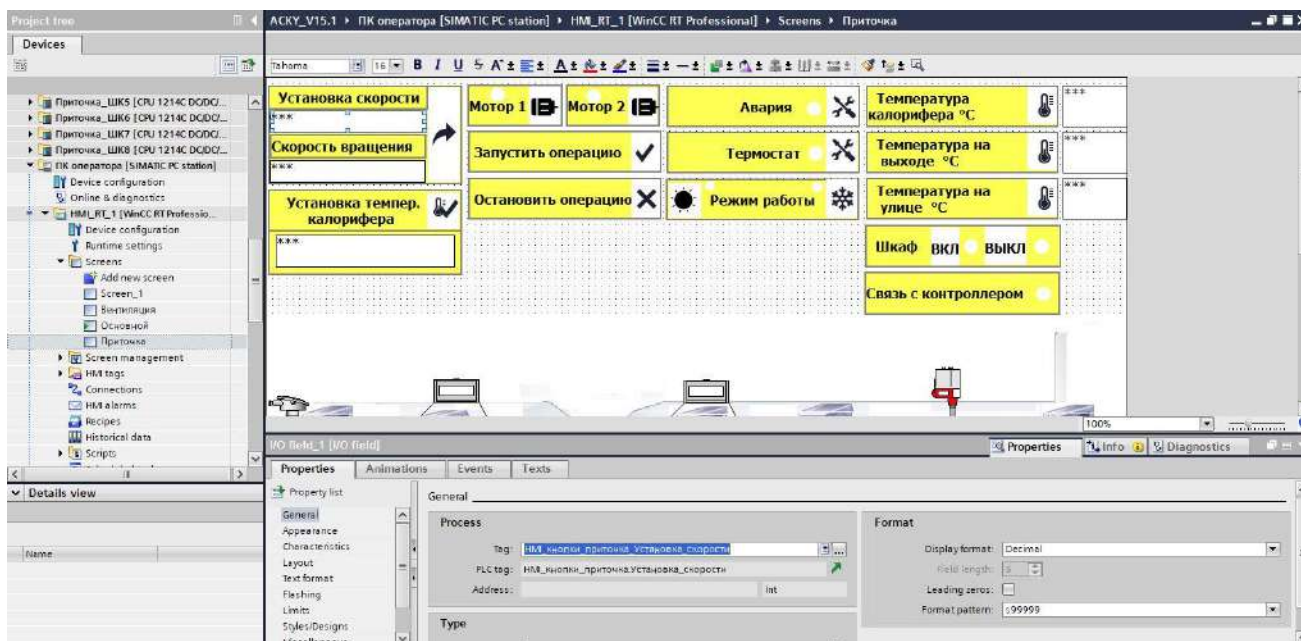 Project tree
Devices
Приточка_ШК5 [CPU 1214C DC/DC/...
Приточка_ШК6 [CPU 1214C DC/DC/...
Приточка_ШК7 [CPU 1214C DC/DC/...
Приточка_ШК8 [CPU 1214C DC/DC/...
ПК оператора [SIMATIC PC station]
Device configuration
Online & diagnostics
HMI_RT_1 [WinCC RT Professio...
Device configuration
Runtime settings
Screens
Add new screen
Screen_1
Вентиляция
Основной
Приточка
Screen management
HMI tags
Connections
HMI alarms
Recipes
Historical data
Scripts
Details view
Name
ACKY_V15.1 ▸ ПК оператора [SIMATIC PC station] ▸ HMI_RT_1 [WinCC RT Professional] ▸ Screens ▸ Приточка
Tahoma 16 B I U S A
Установка скорости
***
Скорость вращения
***
Установка темпер.
калорифера
***
Мотор 1
Мотор 2
Запустить операцию
Остановить операцию
Авария
Термостат
Режим работы
Температура
калорифера °C
***
Температура на
выходе °C
***
Температура на
улице °C
***
Шкаф ВКЛ ВЫКЛ
Связь с контроллером
100%
I/O field_1 [I/O field]
Properties Info Diagnostics
Properties Animations Events Texts
Property list
General
Appearance
Characteristics
Layout
Text format
Flashing
Limits
Styles/Designs
Miscellaneous
General
Process
Tag: HMI_кнопки_приточка_Установка_скорости
PLC tag: HMI_кнопки_приточка.Установка_скорости
Address: Int
Type
Format
Display format: Decimal
Field length: 6
Leading zeros:
Format pattern: s99999